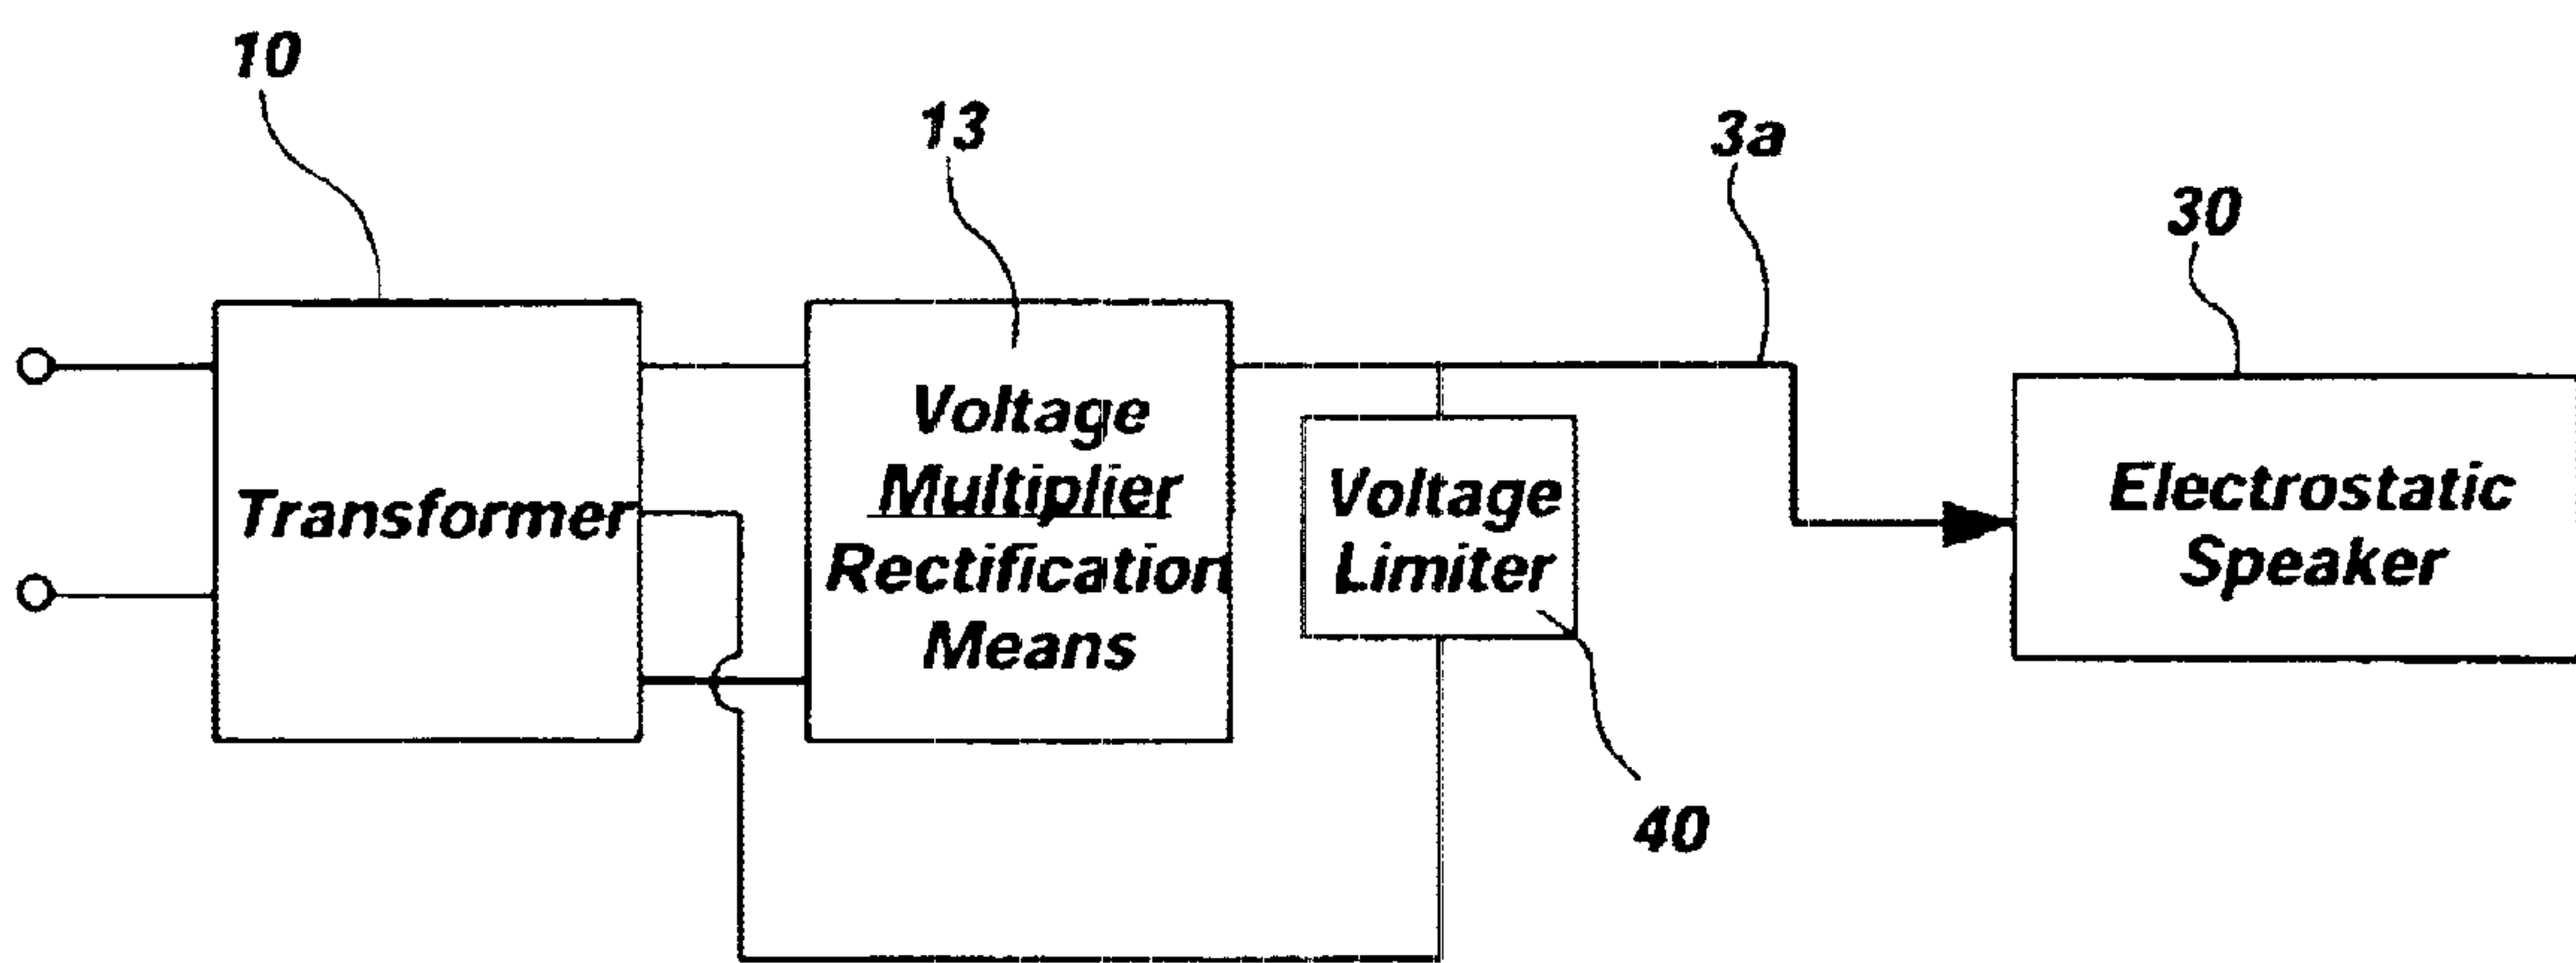 10
13
3a
30
Transformer
Voltage
Multiplier
Rectification
Means
Voltage
Limiter
Electrostatic
Speaker
40